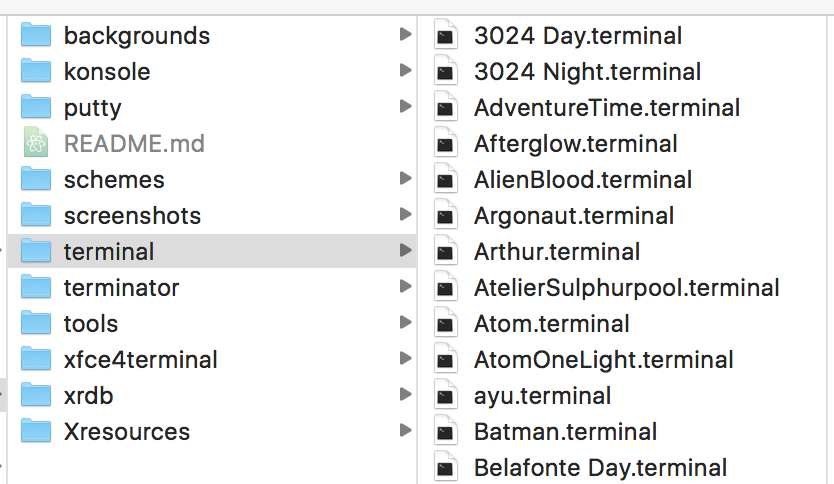 backgrounds
konsole
putty
README.md
schemes
screenshots
terminal
terminator
tools
xfce4terminal
xrdb
Xresources
3024 Day.terminal
3024 Night.terminal
AdventureTime.terminal
Afterglow.terminal
AlienBlood.terminal
Argonaut.terminal
Arthur.terminal
AtelierSulphurpool.terminal
Atom.terminal
AtomOneLight.terminal
ayu.terminal
Batman.terminal
Belafonte Day.terminal